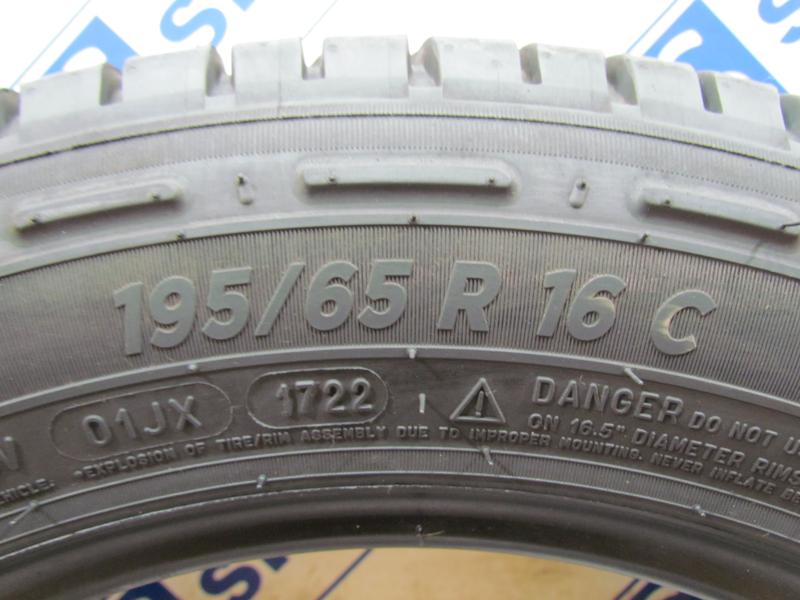 195/65 R 16 C
01JX 1722 DANGER DO NOT
ON 16.5" DIAMETER RIMS
VEHICLE. •EXPLOSION OF TIRE/RIM ASSEMBLY DUE TO IMPROPER MOUNTING. NEVER INFLATE